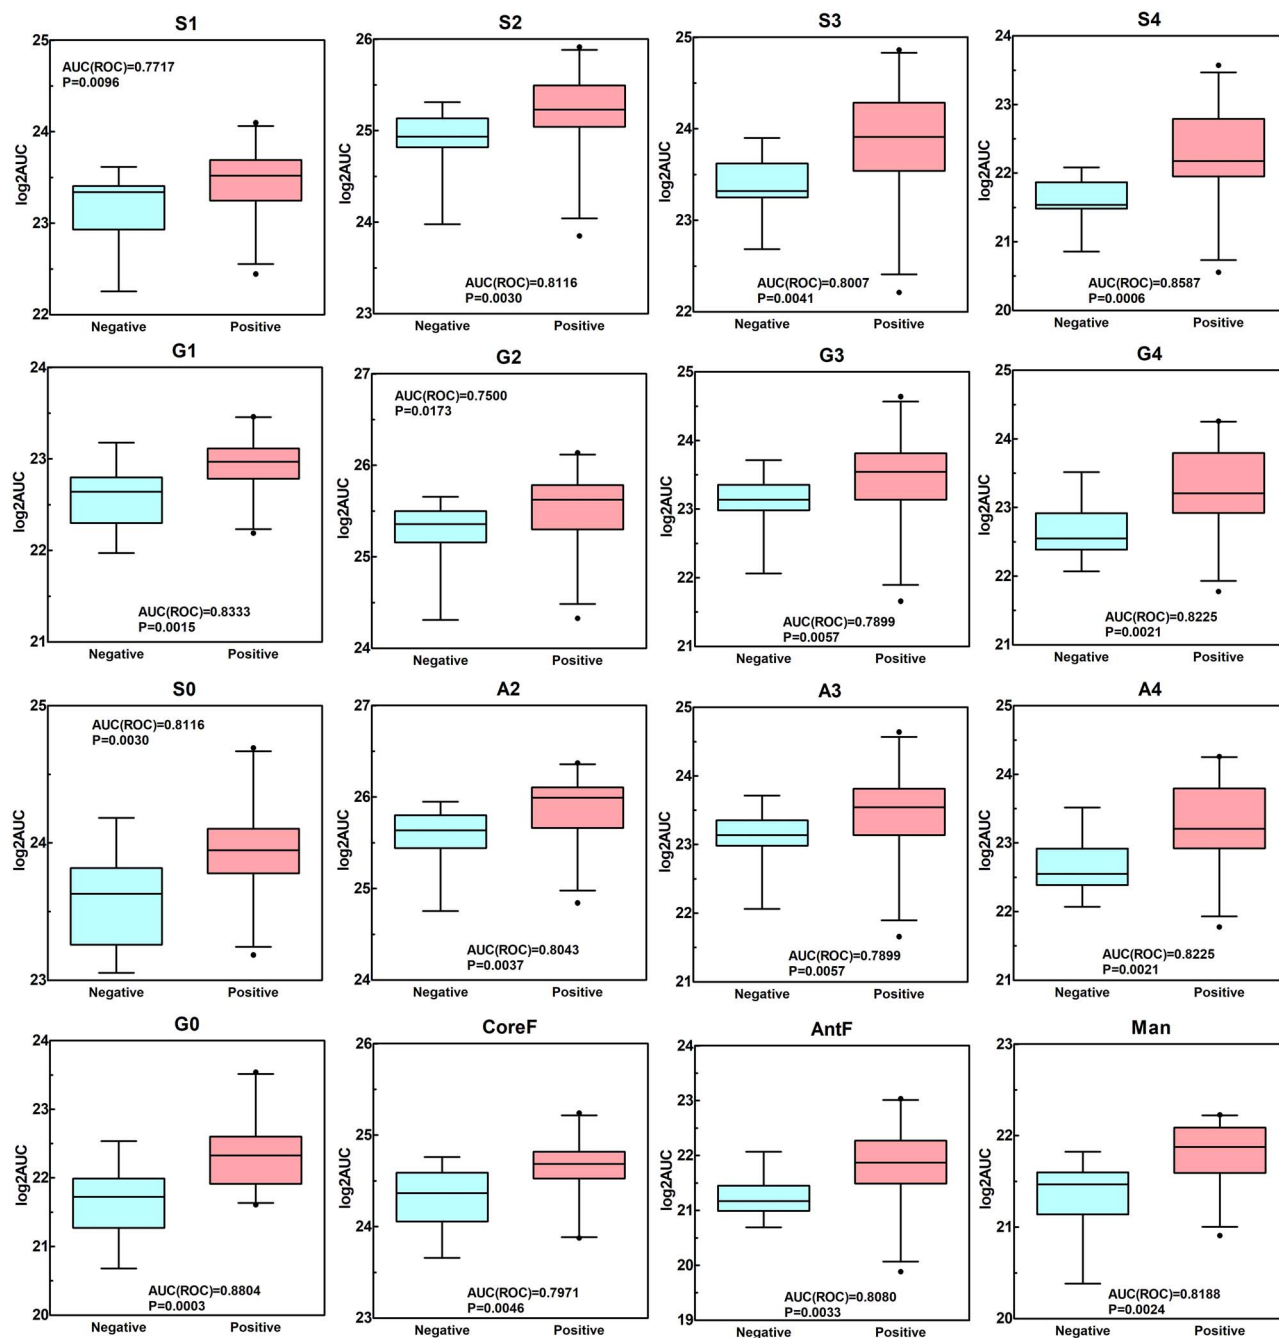 S1
25
24
23
22
log2AUC
AUC(ROC)=0.7717
P=0.0096
Negative
Positive
S2
26
25
24
23
log2AUC
AUC(ROC)=0.8116
P=0.0030
Negative
Positive
S3
25
24
23
22
log2AUC
AUC(ROC)=0.8007
P=0.0041
Negative
Positive
S4
24
23
22
21
20
log2AUC
AUC(ROC)=0.8587
P=0.0006
Negative
Positive
G1
24
23
22
21
log2AUC
AUC(ROC)=0.8333
P=0.0015
Negative
Positive
G2
27
26
25
24
log2AUC
AUC(ROC)=0.7500
P=0.0173
Negative
Positive
G3
25
24
23
22
21
log2AUC
AUC(ROC)=0.7899
P=0.0057
Negative
Positive
G4
25
24
23
22
21
log2AUC
AUC(ROC)=0.8225
P=0.0021
Negative
Positive
S0
25
24
23
log2AUC
AUC(ROC)=0.8116
P=0.0030
Negative
Positive
A2
27
26
25
24
log2AUC
AUC(ROC)=0.8043
P=0.0037
Negative
Positive
A3
25
24
23
22
21
log2AUC
AUC(ROC)=0.7899
P=0.0057
Negative
Positive
A4
25
24
23
22
21
log2AUC
AUC(ROC)=0.8225
P=0.0021
Negative
Positive
G0
24
23
22
21
20
log2AUC
AUC(ROC)=0.8804
P=0.0003
Negative
Positive
CoreF
26
25
24
23
log2AUC
AUC(ROC)=0.7971
P=0.0046
Negative
Positive
AntF
24
23
22
21
20
19
log2AUC
AUC(ROC)=0.8080
P=0.0033
Negative
Positive
Man
23
22
21
20
log2AUC
AUC(ROC)=0.8188
P=0.0024
Negative
Positive